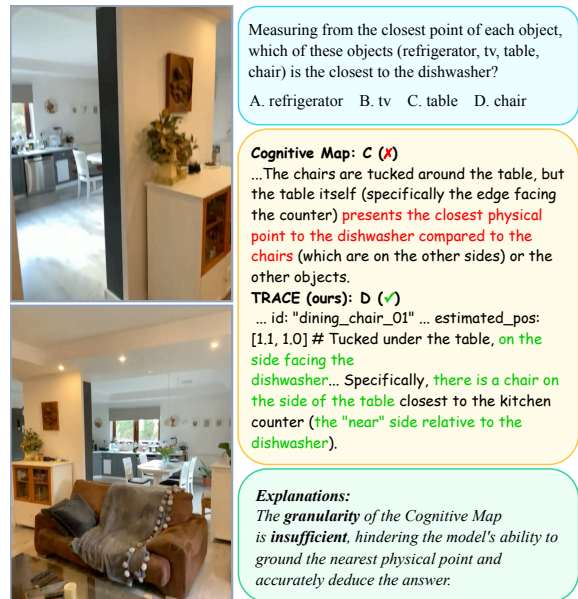 Measuring from the closest point of each object,
which of these objects (refrigerator, tv, table,
chair) is the closest to the dishwasher?
A. refrigerator B. tv C. table D. chair
Cognitive Map: C (✗)
...The chairs are tucked around the table, but
the table itself (specifically the edge facing
the counter) presents the closest physical
point to the dishwasher compared to the
chairs (which are on the other sides) or the
other objects.
TRACE (ours): D (✓)
... id: "dining_chair_01" ... estimated_pos:
[1.1, 1.0] # Tucked under the table, on the
side facing the
dishwasher... Specifically, there is a chair on
the side of the table closest to the kitchen
counter (the "near" side relative to the
dishwasher).
Explanations:
The granularity of the Cognitive Map
is insufficient, hindering the model's ability to
ground the nearest physical point and
accurately deduce the answer.